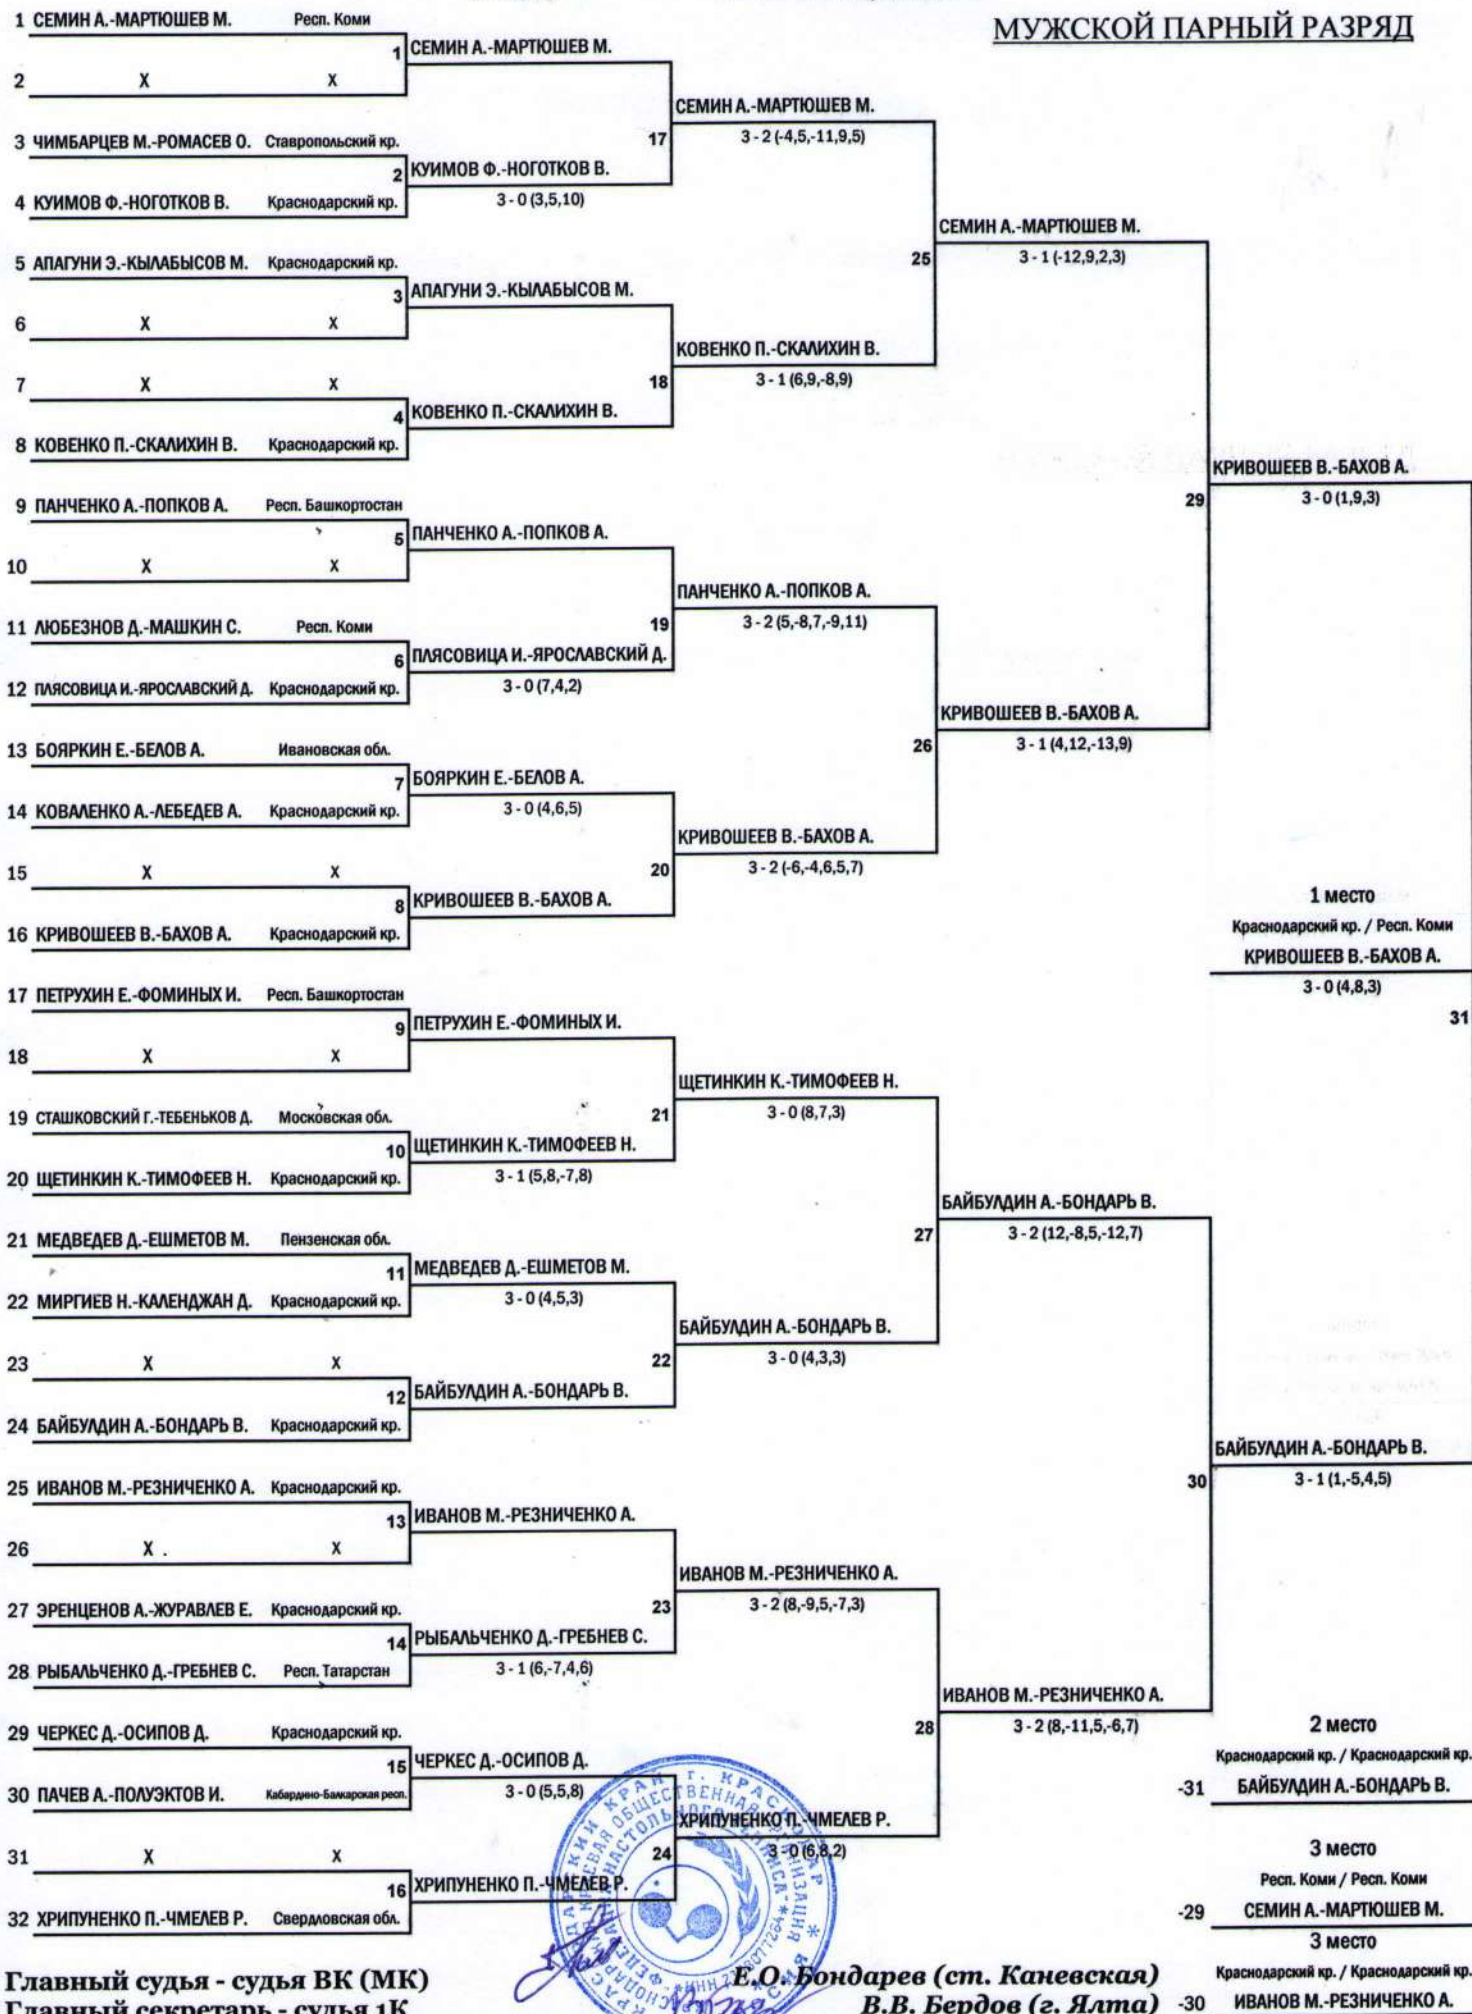 МУЖСКОЙ ПАРНЫЙ РАЗРЯД
1 СЕМИН А.-МАРТЮШЕВ М. Респ. Коми
1 СЕМИН А.-МАРТЮШЕВ М.
2 X X
СЕМИН А.-МАРТЮШЕВ М.
17 3 - 2 (-4,5,-11,9,5)
3 ЧИМБАРЦЕВ М.-РОМАСЕВ О. Ставропольский кр.
2 КУИМОВ Ф.-НОГОТКОВ В.
4 КУИМОВ Ф.-НОГОТКОВ В. Краснодарский кр. 3 - 0 (3,5,10)
СЕМИН А.-МАРТЮШЕВ М.
25 3 - 1 (-12,9,2,3)
5 АПАГУНИ Э.-КЫЛАБЫСОВ М. Краснодарский кр.
3 АПАГУНИ Э.-КЫЛАБЫСОВ М.
6 X X
КОВЕНКО П.-СКАЛИХИН В.
7 X X 18 3 - 1 (6,9,-8,9)
4 КОВЕНКО П.-СКАЛИХИН В.
8 КОВЕНКО П.-СКАЛИХИН В. Краснодарский кр.
КРИВОШЕЕВ В.-БАХОВ А.
29 3 - 0 (1,9,3)
9 ПАНЧЕНКО А.-ПОПКОВ А. Респ. Башкортостан
5 ПАНЧЕНКО А.-ПОПКОВ А.
10 X X
ПАНЧЕНКО А.-ПОПКОВ А.
19 3 - 2 (5,-8,7,-9,11)
11 ЛЮБЕЗНОВ Д.-МАШКИН С. Респ. Коми
6 ПЛЯСОВИЦА И.-ЯРОСЛАВСКИЙ Д.
12 ПЛЯСОВИЦА И.-ЯРОСЛАВСКИЙ Д. Краснодарский кр. 3 - 0 (7,4,2)
КРИВОШЕЕВ В.-БАХОВ А.
26 3 - 1 (4,12,-13,9)
13 БОЯРКИН Е.-БЕЛОВ А. Ивановская обл.
7 БОЯРКИН Е.-БЕЛОВ А.
14 КОВАЛЕНКО А.-ЛЕБЕДЕВ А. Краснодарский кр. 3 - 0 (4,6,5)
КРИВОШЕЕВ В.-БАХОВ А.
15 X X 20 3 - 2 (-6,-4,6,5,7)
8 КРИВОШЕЕВ В.-БАХОВ А.
16 КРИВОШЕЕВ В.-БАХОВ А. Краснодарский кр.
1 место
Краснодарский кр. / Респ. Коми
КРИВОШЕЕВ В.-БАХОВ А.
3 - 0 (4,8,3)
31
17 ПЕТРУХИН Е.-ФОМИНЫХ И. Респ. Башкортостан
9 ПЕТРУХИН Е.-ФОМИНЫХ И.
18 X X
ЩЕТИНКИН К.-ТИМОФЕЕВ Н.
21 3 - 0 (8,7,3)
19 СТАШКОВСКИЙ Г.-ТЕБЕНЬКОВ Д. Московская обл.
10 ЩЕТИНКИН К.-ТИМОФЕЕВ Н.
20 ЩЕТИНКИН К.-ТИМОФЕЕВ Н. Краснодарский кр. 3 - 1 (5,8,-7,8)
БАЙБУЛДИН А.-БОНДАРЬ В.
27 3 - 2 (12,-8,5,-12,7)
21 МЕДВЕДЕВ Д.-ЕШМЕТОВ М. Пензенская обл.
11 МЕДВЕДЕВ Д.-ЕШМЕТОВ М.
22 МИРГИЕВ Н.-КАЛЕНДЖАН Д. Краснодарский кр. 3 - 0 (4,5,3)
БАЙБУЛДИН А.-БОНДАРЬ В.
23 X X 22 3 - 0 (4,3,3)
12 БАЙБУЛДИН А.-БОНДАРЬ В.
24 БАЙБУЛДИН А.-БОНДАРЬ В. Краснодарский кр.
БАЙБУЛДИН А.-БОНДАРЬ В.
30 3 - 1 (1,-5,4,5)
25 ИВАНОВ М.-РЕЗНИЧЕНКО А. Краснодарский кр.
13 ИВАНОВ М.-РЕЗНИЧЕНКО А.
26 X X
ИВАНОВ М.-РЕЗНИЧЕНКО А.
23 3 - 2 (8,-9,5,-7,3)
27 ЭРЕНЦЕНОВ А.-ЖУРАВЛЕВ Е. Краснодарский кр.
14 РЫБАЛЬЧЕНКО Д.-ГРЕБНЕВ С.
28 РЫБАЛЬЧЕНКО Д.-ГРЕБНЕВ С. Респ. Татарстан 3 - 1 (6,-7,4,6)
ИВАНОВ М.-РЕЗНИЧЕНКО А.
28 3 - 2 (8,-11,5,-6,7)
29 ЧЕРКЕС Д.-ОСИПОВ Д. Краснодарский кр.
15 ЧЕРКЕС Д.-ОСИПОВ Д.
30 ПАЧЕВ А.-ПОЛУЭКТОВ И. Кабардино-Балкарская респ. 3 - 0 (5,5,8)
ХРИПУНЕНКО П.-ЧМЕЛЕВ Р.
31 X X 24 3 - 0 (6,8,2)
16 ХРИПУНЕНКО П.-ЧМЕЛЕВ Р.
32 ХРИПУНЕНКО П.-ЧМЕЛЕВ Р. Свердловская обл.
2 место
Краснодарский кр. / Краснодарский кр.
-31 БАЙБУЛДИН А.-БОНДАРЬ В.
3 место
Респ. Коми / Респ. Коми
-29 СЕМИН А.-МАРТЮШЕВ М.
3 место
Краснодарский кр. / Краснодарский кр.
-30 ИВАНОВ М.-РЕЗНИЧЕНКО А.
Главный судья - судья ВК (МК) Е.О. Бондарев (ст. Каневская)
Главный секретарь - судья 1К В.В. Бердов (г. Ялта)